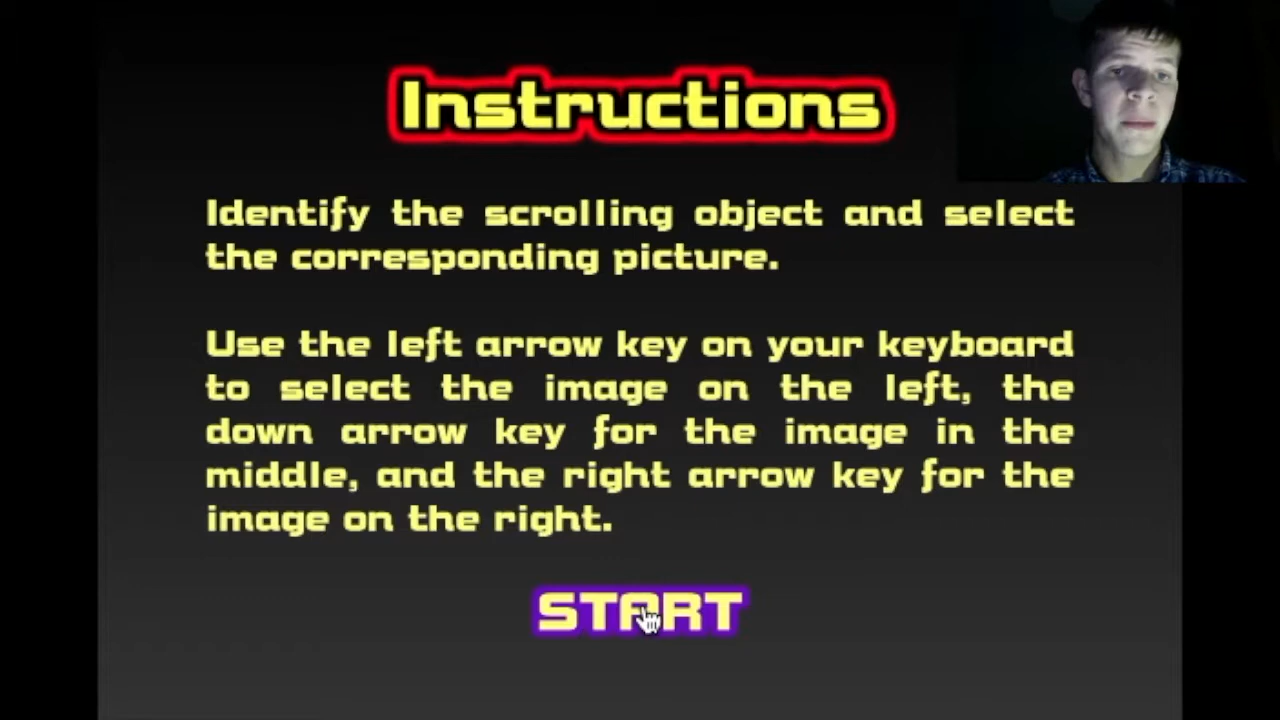 Instructions
Identify the scrolling object and select
the corresponding picture.
Use the left arrow key on your keyboard
to select the image on the left, the
down arrow key for the image in the
middle, and the right arrow key for the
image on the right.
START